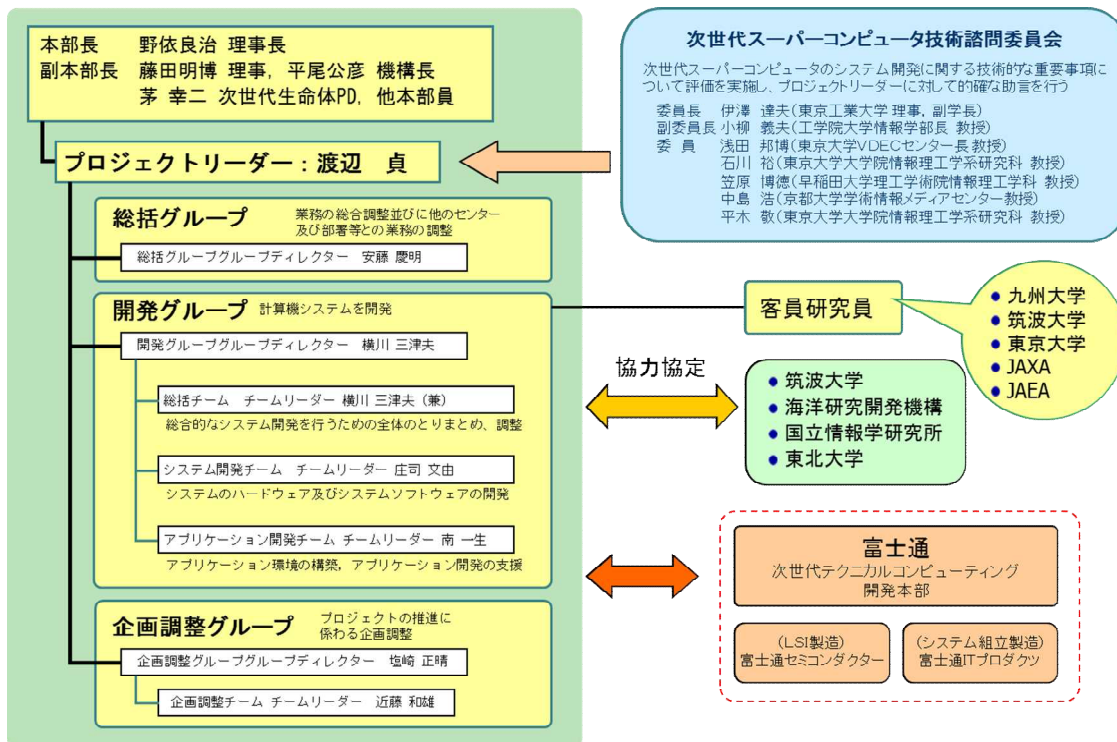 本部長　野依良治 理事長
副本部長　藤田明博 理事, 平尾公彦 機構長
茅 幸二 次世代生命体PD, 他本部員
プロジェクトリーダー：渡辺　貞
総括グループ　業務の総合調整並びに他のセンター
及び部署等との業務の調整
総括グループグループディレクター　安藤 慶明
開発グループ　計算機システムを開発
開発グループグループディレクター　横川 三津夫
総括チーム　チームリーダー 横川 三津夫（兼）
総合的なシステム開発を行うための全体のとりまとめ、調整
システム開発チーム　チームリーダー 庄司 文由
システムのハードウェア及びシステムソフトウェアの開発
アプリケーション開発チーム チームリーダー 南 一生
アプリケーション環境の構築，アプリケーション開発の支援
企画調整グループ　プロジェクトの推進に
係わる企画調整
企画調整グループグループディレクター　塩崎 正晴
企画調整チーム チームリーダー　近藤 和雄
次世代スーパーコンピュータ技術諮問委員会
次世代スーパーコンピュータのシステム開発に関する技術的な重要事項に
ついて評価を実施し、プロジェクトリーダーに対して的確な助言を行う
委員長　伊澤 達夫（東京工業大学 理事，副学長）
副委員長 小柳 義夫（工学院大学情報学部長 教授）
委 員　浅田 邦博（東京大学VDECセンター長 教授）
石川 裕（東京大学大学院情報理工学系研究科 教授）
笠原 博徳（早稲田大学理工学術院情報理工学科 教授）
中島 浩（京都大学学術情報メディアセンター教授）
平木 敬（東京大学大学院情報理工学系研究科 教授）
客員研究員
● 九州大学
● 筑波大学
● 東京大学
● JAXA
● JAEA
協力協定
● 筑波大学
● 海洋研究開発機構
● 国立情報学研究所
● 東北大学
富士通
次世代テクニカルコンピューティング
開発本部
（LSI製造）
富士通セミコンダクター
（システム組立製造）
富士通ITプロダクツ